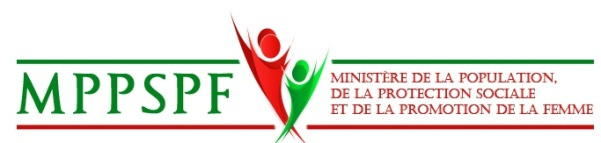 MPPSPF
MINISTÈRE DE LA POPULATION,
DE LA PROTECTION SOCIALE
ET DE LA PROMOTION DE LA FEMME